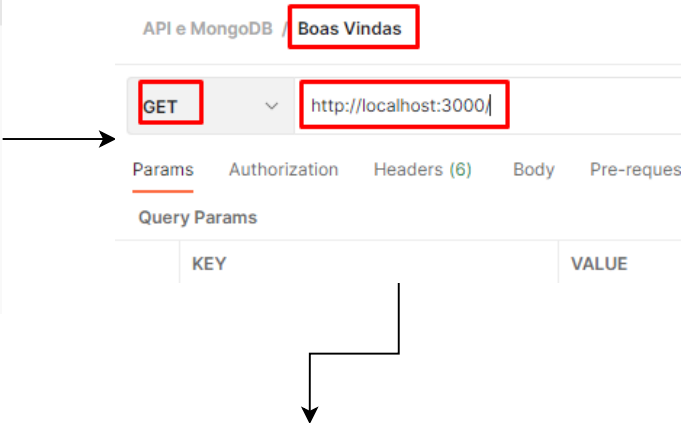 API e MongoDB / Boas Vindas
GET http://localhost:3000/
Params Authorization Headers (6) Body Pre-reques
Query Params
KEY VALUE